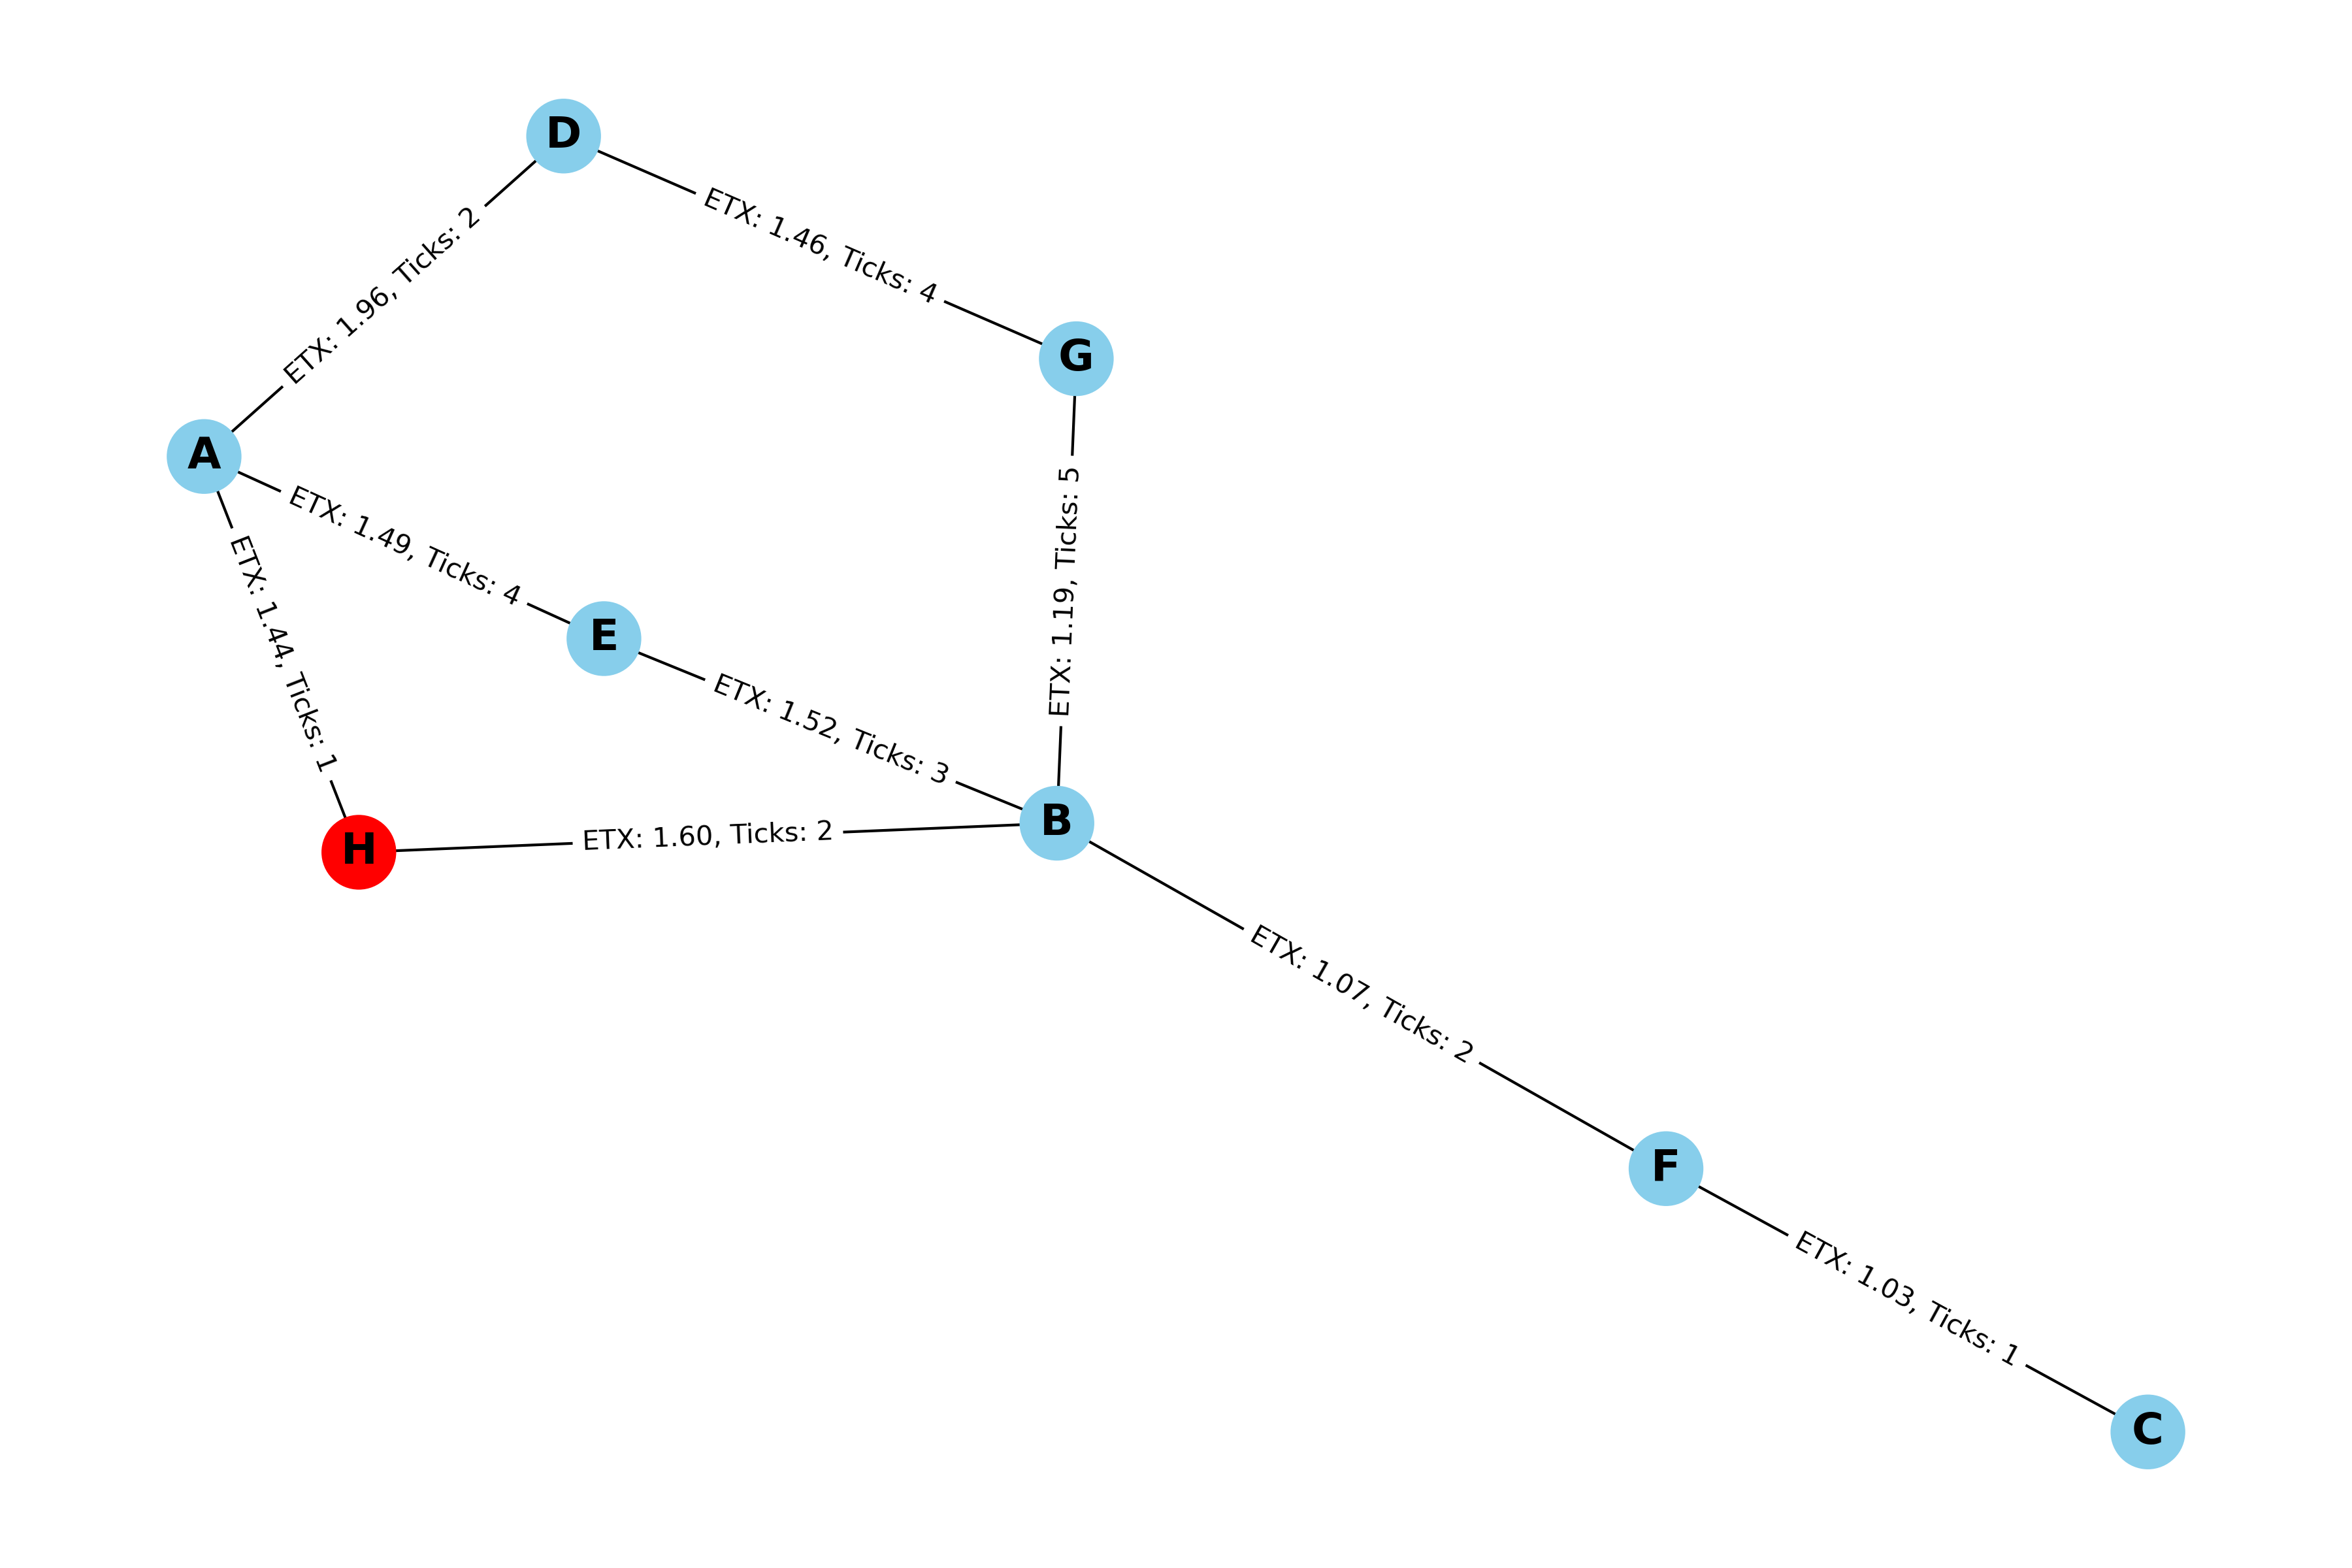 D
ETX: 1.96, Ticks: 2
ETX: 1.46, Ticks: 4
G
A
ETX: 1.49, Ticks: 4
ETX: 1.19, Ticks: 5
ETX: 1.44, Ticks: 1
E
ETX: 1.52, Ticks: 3
H
ETX: 1.60, Ticks: 2
B
ETX: 1.07, Ticks: 2
F
ETX: 1.03, Ticks: 1
C